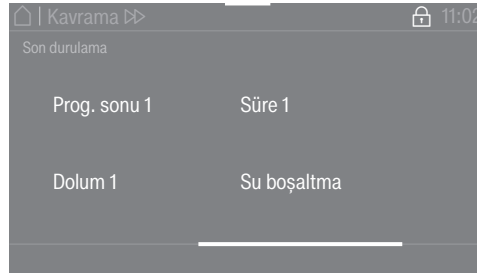 | Kavrama 11:02
Son durulama
Prog. sonu 1 Süre 1
Dolum 1 Su boşaltma